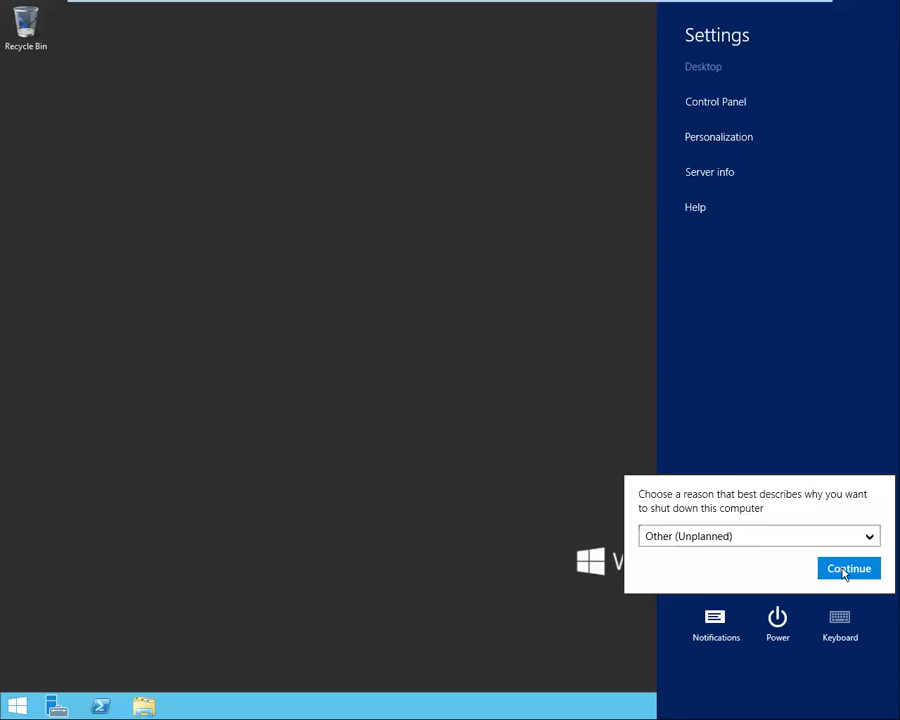 Recycle Bin
Settings
Desktop
Control Panel
Personalization
Server info
Help
Choose a reason that best describes why you want
to shut down this computer
Other (Unplanned)
Continue
W
Notifications
Power
Keyboard